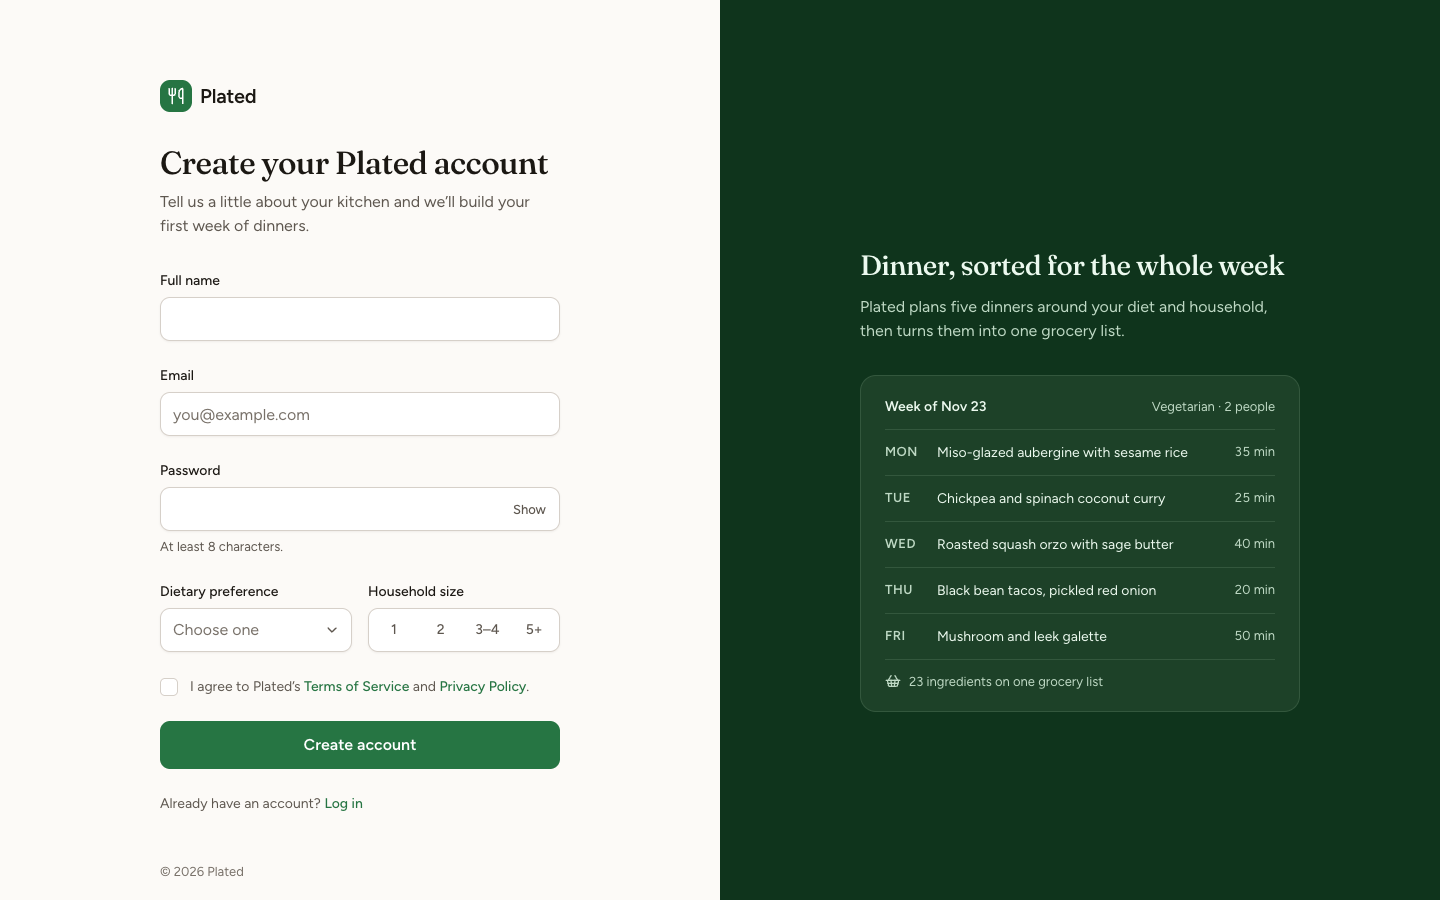 Plated
Create your Plated account
Tell us a little about your kitchen and we’ll build your
first week of dinners.
Full name
Email
you@example.com
Password
Show
At least 8 characters.
Dietary preference
Household size
Choose one
1 2 3–4 5+
I agree to Plated’s Terms of Service and Privacy Policy.
Create account
Already have an account? Log in
© 2026 Plated
Dinner, sorted for the whole week
Plated plans five dinners around your diet and household,
then turns them into one grocery list.
Week of Nov 23 Vegetarian · 2 people
MON Miso-glazed aubergine with sesame rice 35 min
TUE Chickpea and spinach coconut curry 25 min
WED Roasted squash orzo with sage butter 40 min
THU Black bean tacos, pickled red onion 20 min
FRI Mushroom and leek galette 50 min
23 ingredients on one grocery list